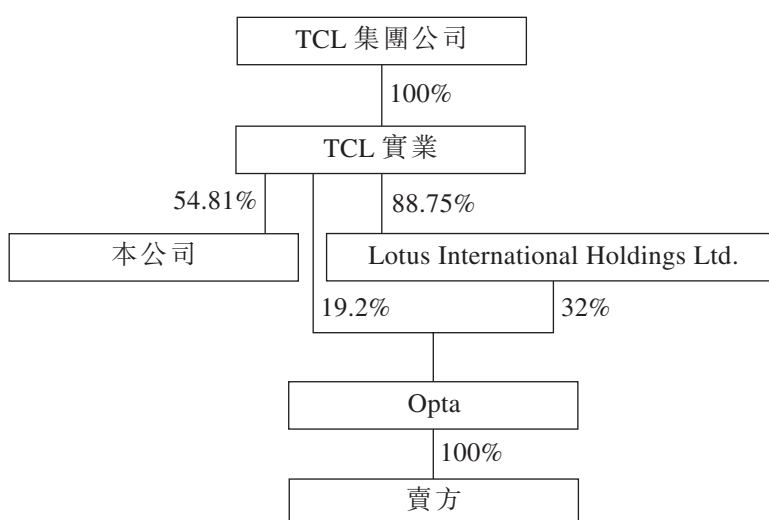 TCL 集團公司
100%
TCL 實業
54.81%
88.75%
本公司
Lotus International Holdings Ltd.
19.2%
32%
Opta
100%
賣方